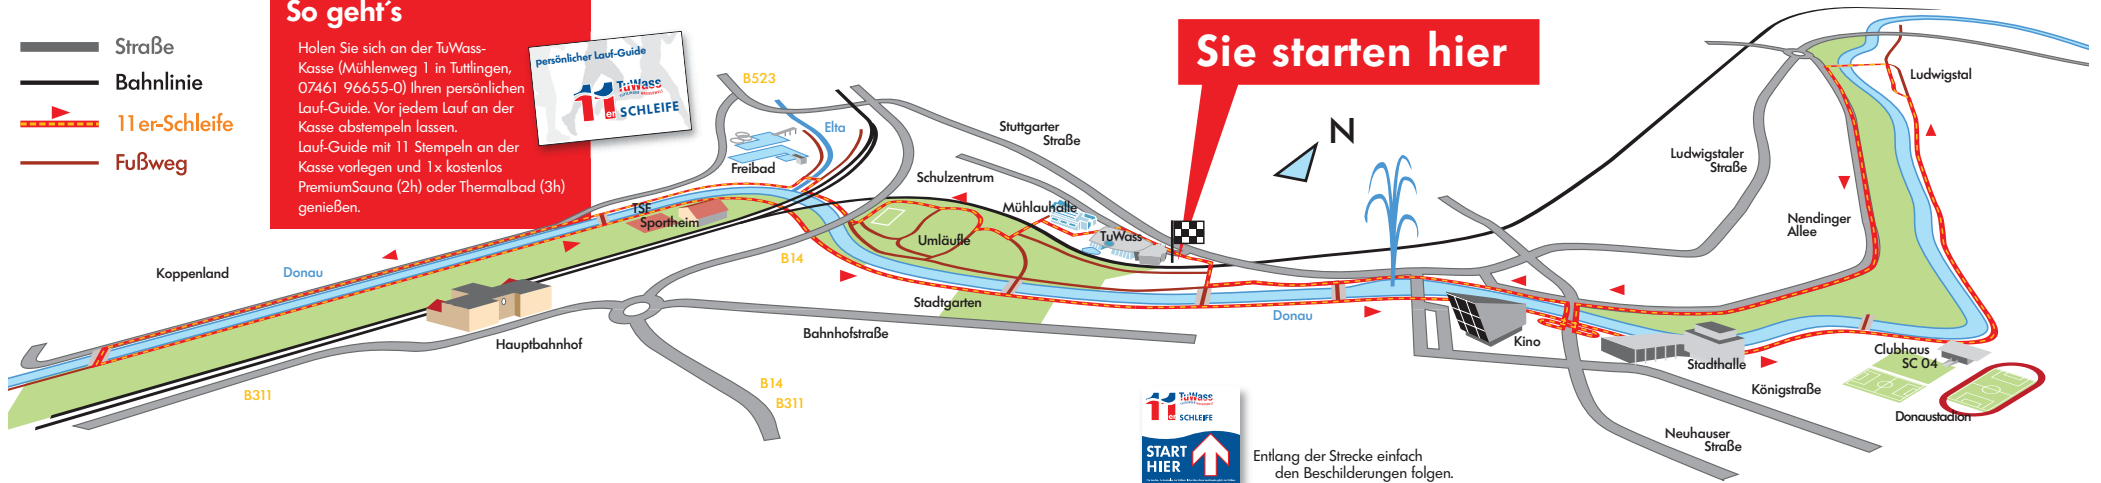 Straße
Bahnlinie
11er-Schleife
Fußweg
So geht´s
Holen Sie sich an der TuWass-
Kasse (Mühlenweg 1 in Tuttlingen,
07461 96655-0) Ihren persönlichen
Lauf-Guide. Vor jedem Lauf an der
Kasse abstempeln lassen.
Lauf-Guide mit 11 Stempeln an der
Kasse vorlegen und 1x kostenlos
PremiumSauna (2h) oder Thermalbad (3h)
genießen.
persönlicher Lauf-Guide
TuWass
11er SCHLEIFE
Sie starten hier
N
B523
Elta
Freibad
Stuttgarter
Straße
Schulzentrum
Mühlauhalle
TuWass
Umläufle
TSF
Sportheim
Koppenland
Donau
B14
Stadtgarten
Hauptbahnhof
Bahnhofstraße
B311
B14
B311
Donau
Kino
Stadthalle
Königstraße
Neuhauser
Straße
Ludwigstal
Ludwigstaler
Straße
Nendinger
Allee
Clubhaus
SC 04
Donaustadion
TuWass
11er SCHLEIFE
START
HIER
Entlang der Strecke einfach
den Beschilderungen folgen.